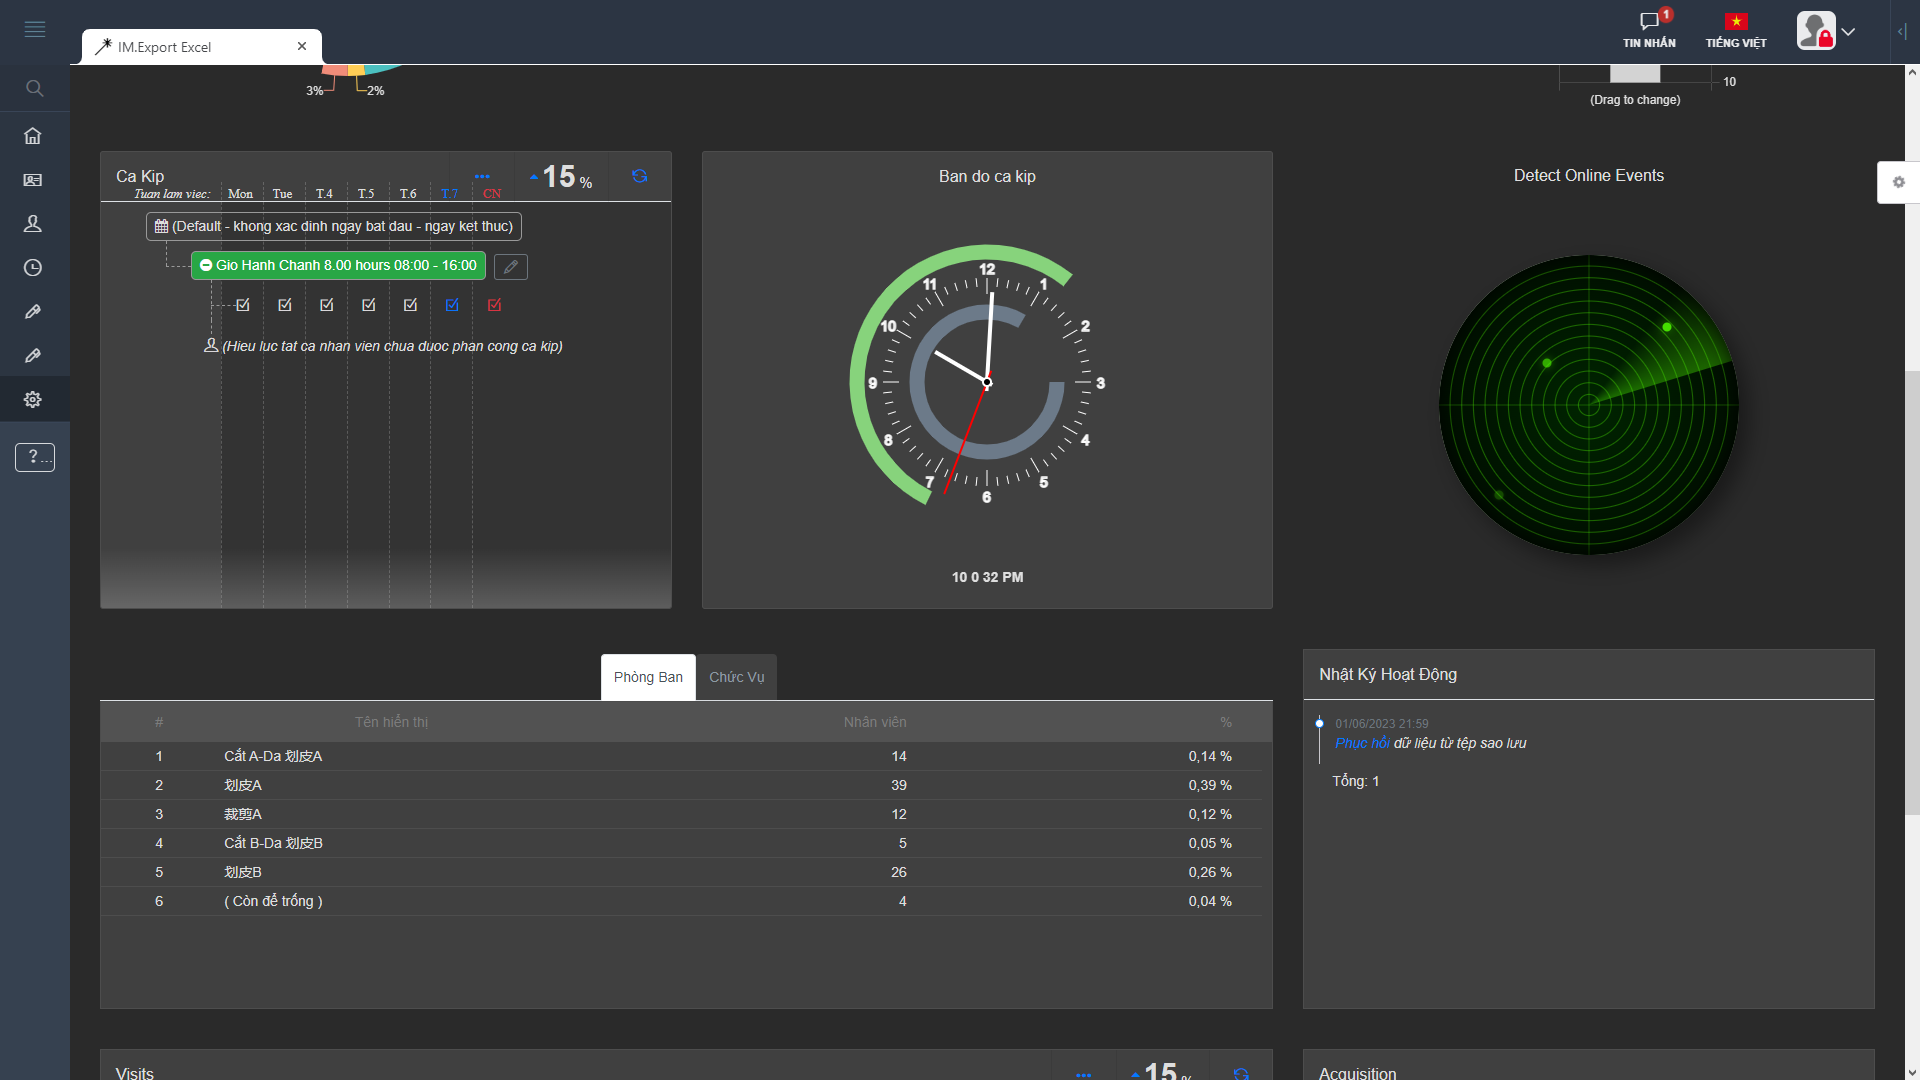 IM.Export Excel
1
TIN NHẮN
TIẾNG VIỆT
3%
2%
10
(Drag to change)
?...
Ca Kip
15 %
Tuan lam viec: Mon Tue T.4 T.5 T.6 T.7 CN
(Default - khong xac dinh ngay bat dau - ngay ket thuc)
Gio Hanh Chanh 8.00 hours 08:00 - 16:00
(Hieu luc tat ca nhan vien chua duoc phan cong ca kip)
Ban do ca kip
12
1
2
3
4
5
6
7
8
9
10
11
10 0 32 PM
Detect Online Events
Phòng Ban Chức Vụ
# Tên hiển thị Nhân viên %
1 Cắt A-Da 划皮A 14 0,14 %
2 划皮A 39 0,39 %
3 裁剪A 12 0,12 %
4 Cắt B-Da 划皮B 5 0,05 %
5 划皮B 26 0,26 %
6 ( Còn để trống ) 4 0,04 %
Nhật Ký Hoạt Động
01/06/2023 21:59
Phục hồi dữ liệu từ tệp sao lưu
Tổng: 1
Visits
15 %
Acquisition